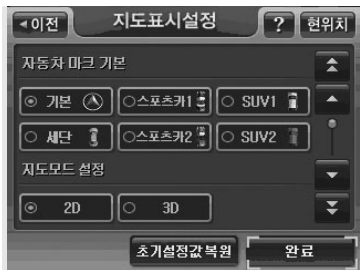 이전 지도표시설정 ? 현위치
자동차 마크 기본
기본 스포츠카1 SUV1
세단 스포츠카2 SUV2
지도모드 설정
2D 3D
초기설정값복원 완료